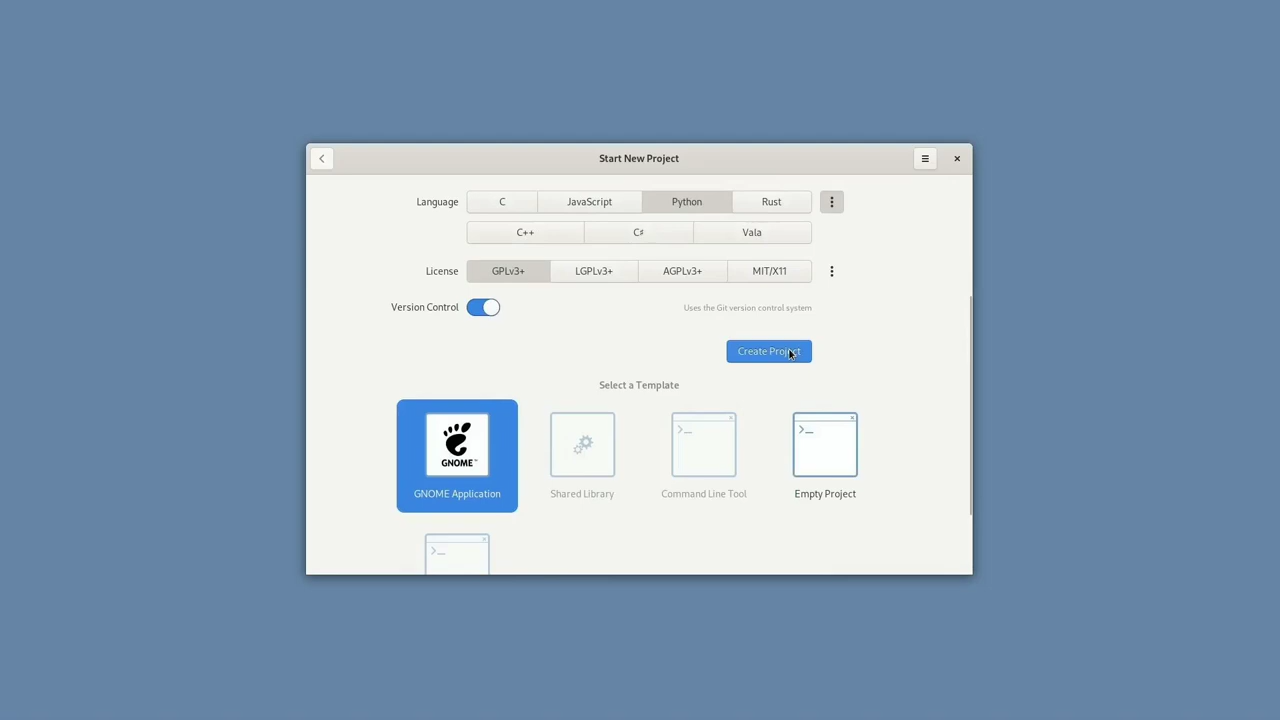 Start New Project
Language C JavaScript Python Rust
C++ C♯ Vala
License GPLv3+ LGPLv3+ AGPLv3+ MIT/X11
Version Control Uses the Git version control system
Create Project
Select a Template
GNOME™
GNOME Application Shared Library Command Line Tool Empty Project